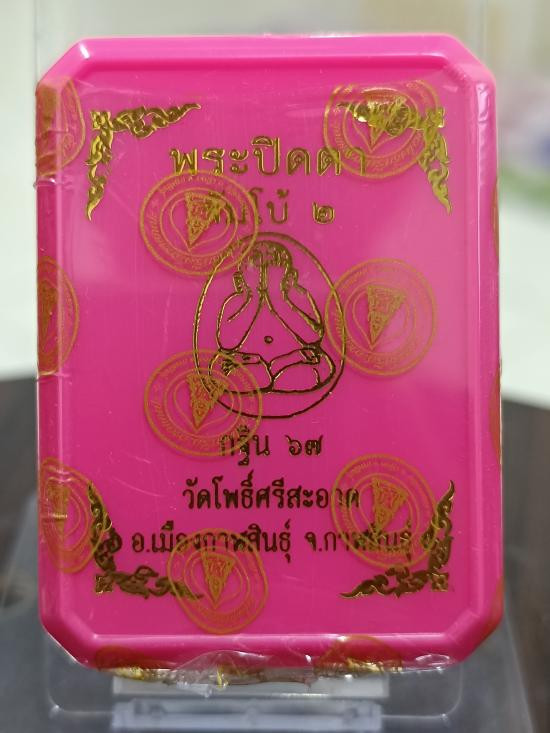 พระปิดตา
โบ้ ๒
กฐิน ๖๗
วัดโพธิ์ศรีสะอาด
อ.เมืองกาฬสินธุ์ จ.กาฬสินธุ์